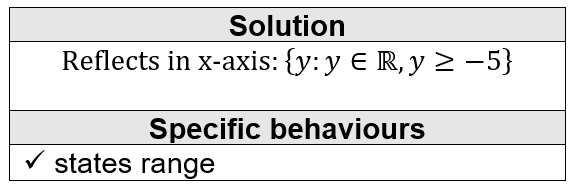 Solution
Reflects in x-axis: {y: y ∈ ℝ, y ≥ −5}
Specific behaviours
✓ states range